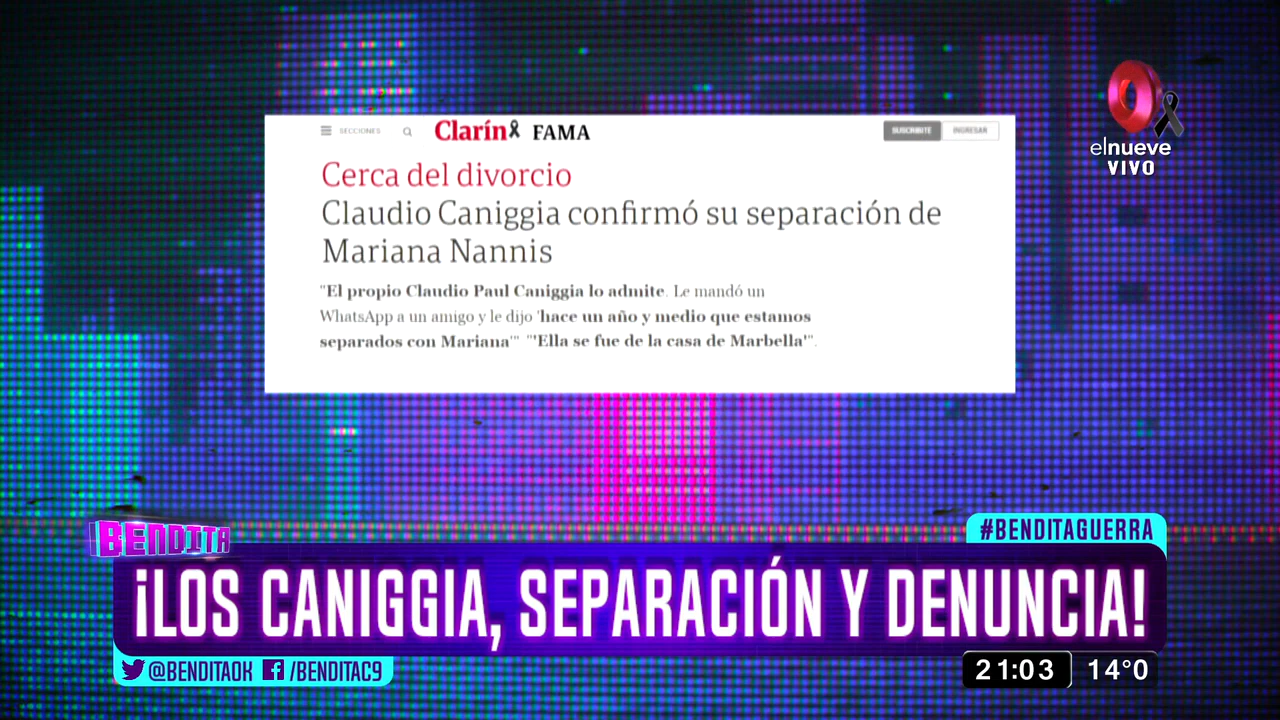 SECCIONES
Clarín FAMA
SUSCRIBITE
INGRESAR
Cerca del divorcio
Claudio Caniggia confirmó su separación de
Mariana Nannis
"El propio Claudio Paul Caniggia lo admite. Le mandó un
WhatsApp a un amigo y le dijo 'hace un año y medio que estamos
separados con Mariana'" "'Ella se fue de la casa de Marbella'".
elnueve
VIVO
BENDITA
#BENDITAGUERRA
¡LOS CANIGGIA, SEPARACIÓN Y DENUNCIA!
@BENDITAOK /BENDITAC9
21:03 14°0